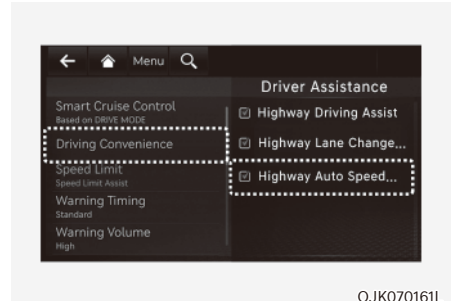 Menu
Driver Assistance
Smart Cruise Control
Based on DRIVE MODE
Driving Convenience
Speed Limit
Speed Limit Assist
Warning Timing
Standard
Warning Volume
High
Highway Driving Assist
Highway Lane Change...
Highway Auto Speed...
OJK070161L